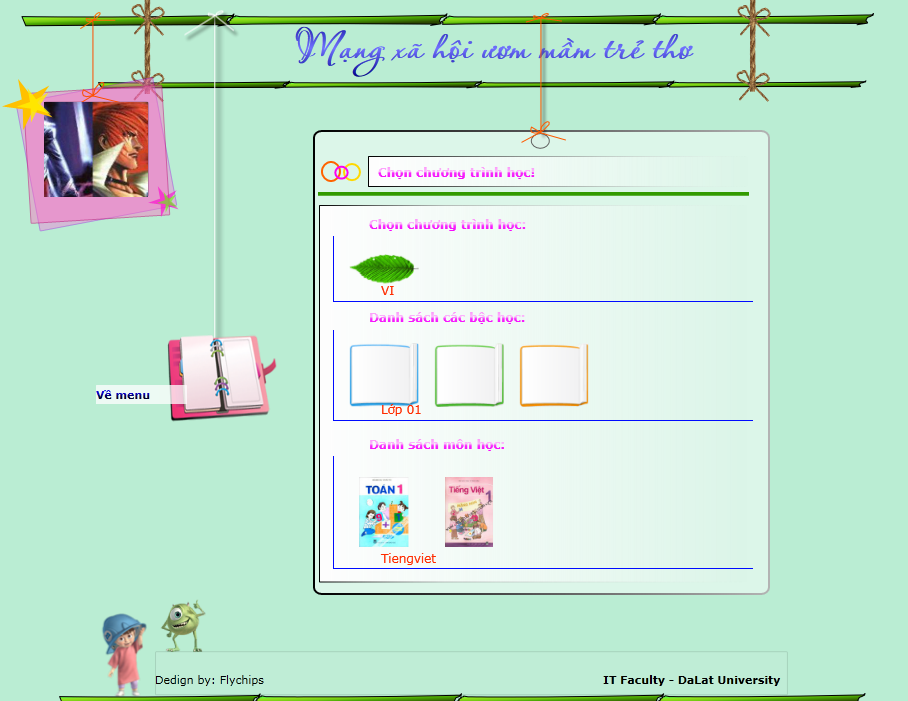 Mạng xã hội ươm mầm trẻ thơ
Chọn chương trình học!
Chọn chương trình học:
VI
Danh sách các bậc học:
Lớp 01
Danh sách môn học:
TOÁN 1
Tiếng Việt 1
Tiengviet
Về menu
Dedign by: Flychips
IT Faculty - DaLat University